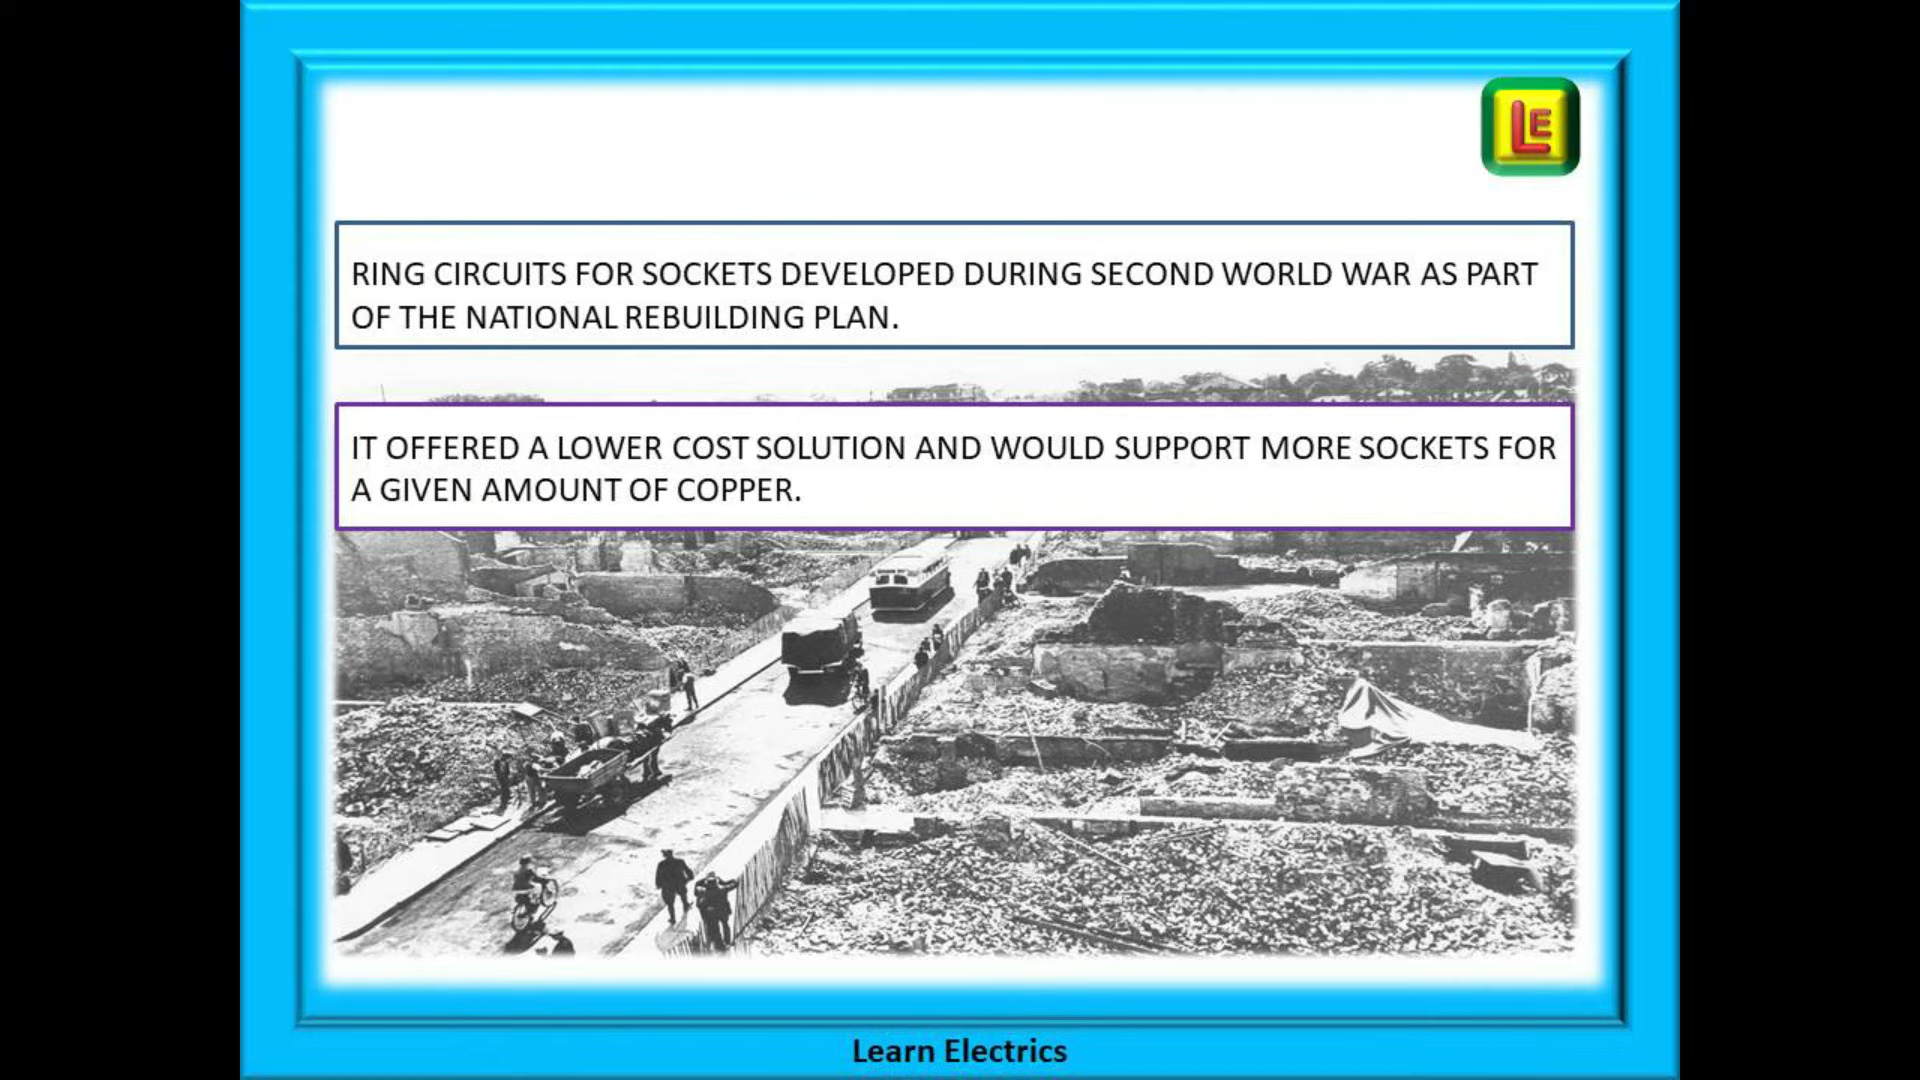 LE
RING CIRCUITS FOR SOCKETS DEVELOPED DURING SECOND WORLD WAR AS PART
OF THE NATIONAL REBUILDING PLAN.
IT OFFERED A LOWER COST SOLUTION AND WOULD SUPPORT MORE SOCKETS FOR
A GIVEN AMOUNT OF COPPER.
Learn Electrics